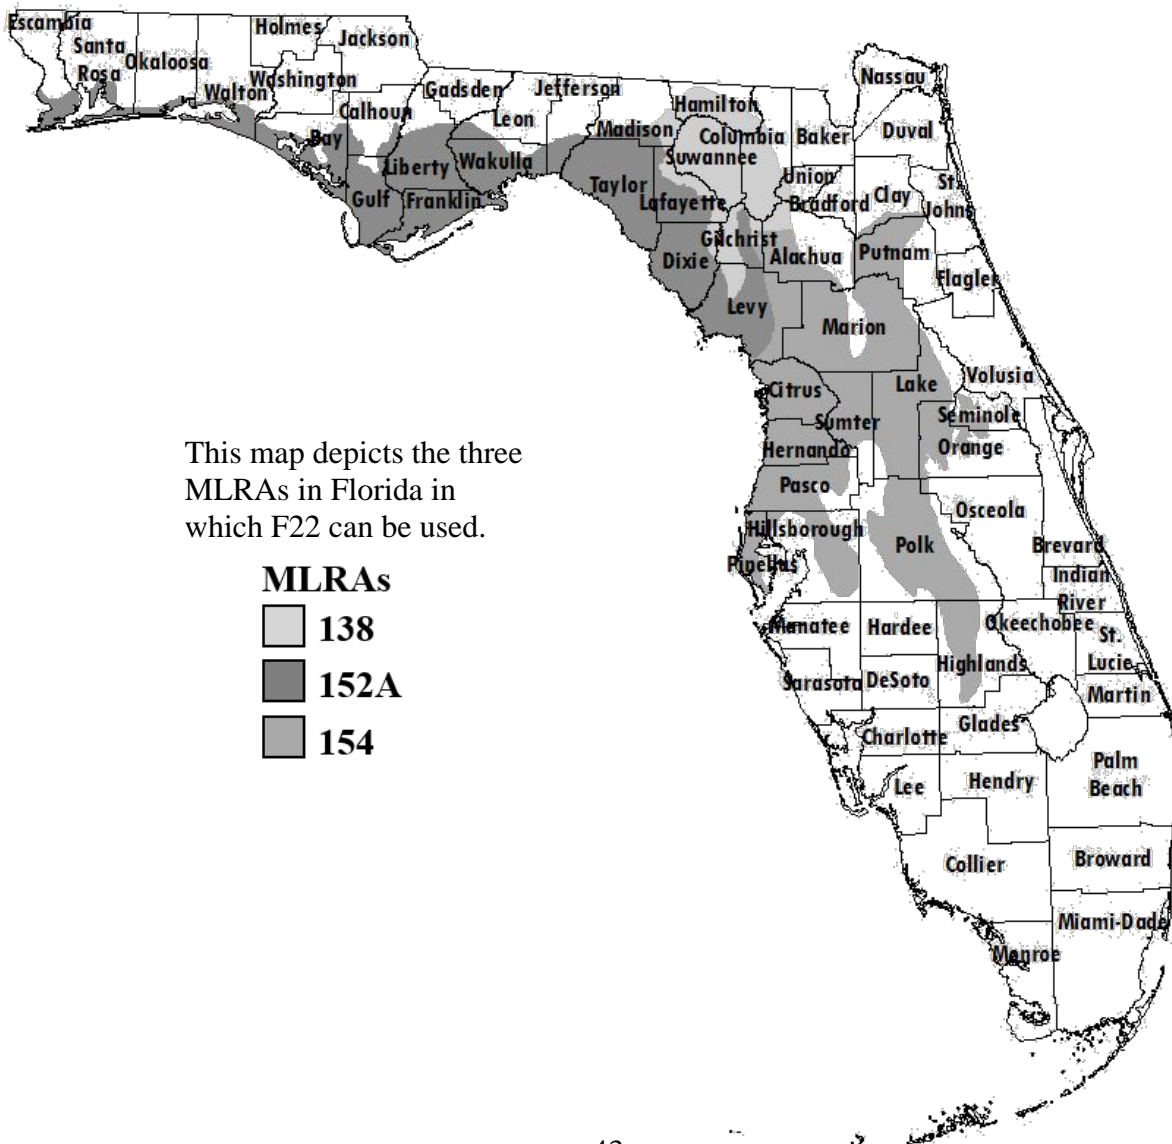 Escambia
Santa
Rosa
Okaloosa
Walton
Holmes
Washington
Jackson
Bay
Calhoun
Gulf
Liberty
Gadsden
Franklin
Leon
Wakulla
Jefferson
Madison
Taylor
Hamilton
Suwannee
Lafayette
Dixie
Columbia
Gilchrist
Levy
Baker
Union
Bradford
Alachua
Nassau
Duval
Clay
St.
Johns
Putnam
Flagler
Marion
Volusia
Citrus
Sumter
Lake
Seminole
Orange
Hernando
Pasco
Hillsborough
Pinellas
Polk
Osceola
Brevard
Indian
River
Manatee
Hardee
Okeechobee
St.
Lucie
Sarasota
DeSoto
Highlands
Martin
Charlotte
Glades
Palm
Beach
Lee
Hendry
Collier
Broward
Miami-Dade
Monroe
This map depicts the three
MLRAs in Florida in
which F22 can be used.
MLRAs
138
152A
154